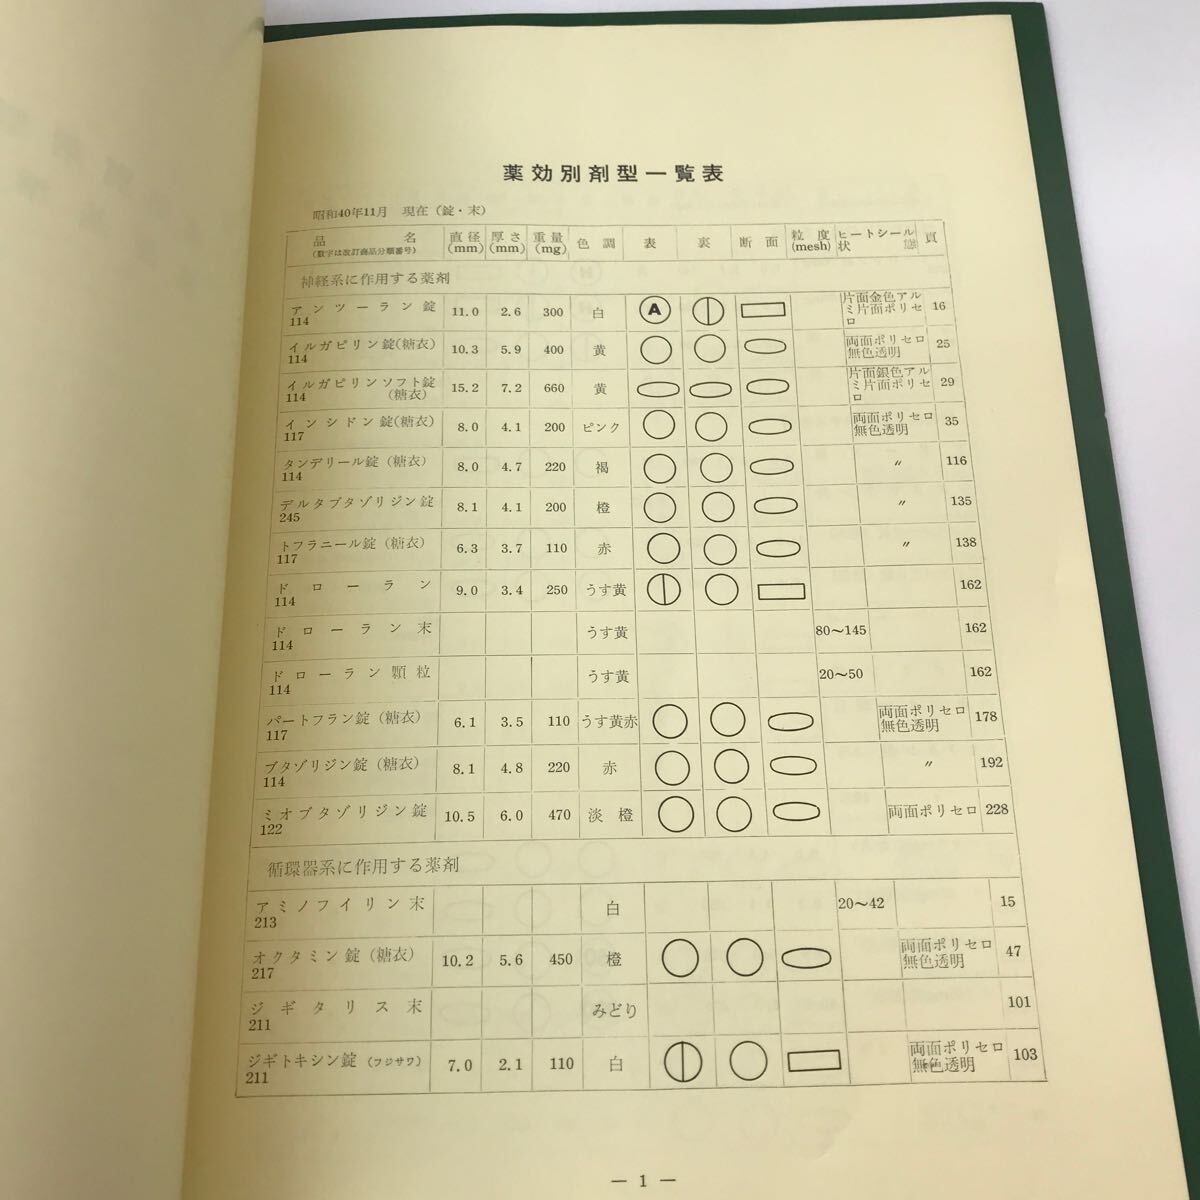 薬効別剤型一覧表
昭和40年11月 現在（錠・末）
品名 直径 厚さ 重量 色調 表 裏 断面 粒度 ヒートシール 頁
（数字は改訂商品分類番号） (mm) (mm) (mg) (mesh) 状態
神経系に作用する薬剤
アンツーラン錠 11.0 2.6 300 白 A 片面金色アル 16
114 ミ片面ポリセ
ロ
イルガピリン錠（糖衣） 10.3 5.9 400 黄 両面ポリセロ 25
114 無色透明
イルガピリンソフト錠 15.2 7.2 660 黄 片面銀色アル 29
114 （糖衣） ミ片面ポリセ
ロ
インシドン錠（糖衣） 8.0 4.1 200 ピンク 両面ポリセロ 35
117 無色透明
タンデリール錠（糖衣） 8.0 4.7 220 褐 〃 116
114
デルタブタゾリジン錠 8.1 4.1 200 橙 〃 135
245
トフラニール錠（糖衣） 6.3 3.7 110 赤 〃 138
117
ドローラン 9.0 3.4 250 うす黄 162
114
ドローラン末 うす黄 80～145 162
114
ドローラン顆粒 うす黄 20～50 162
114
パートフラン錠（糖衣） 6.1 3.5 110 うす黄赤 両面ポリセロ 178
117 無色透明
ブタゾリジン錠（糖衣） 8.1 4.8 220 赤 〃 192
114
ミオブタゾリジン錠 10.5 6.0 470 淡橙 両面ポリセロ 228
122
循環器系に作用する薬剤
アミノフイリン末 白 20～42 15
213
オクタミン錠（糖衣） 10.2 5.6 450 橙 両面ポリセロ 47
217 無色透明
ジギタリス末 みどり 101
211
ジギトキシン錠（フジサワ） 7.0 2.1 110 白 両面ポリセロ 103
211 無色透明
— 1 —